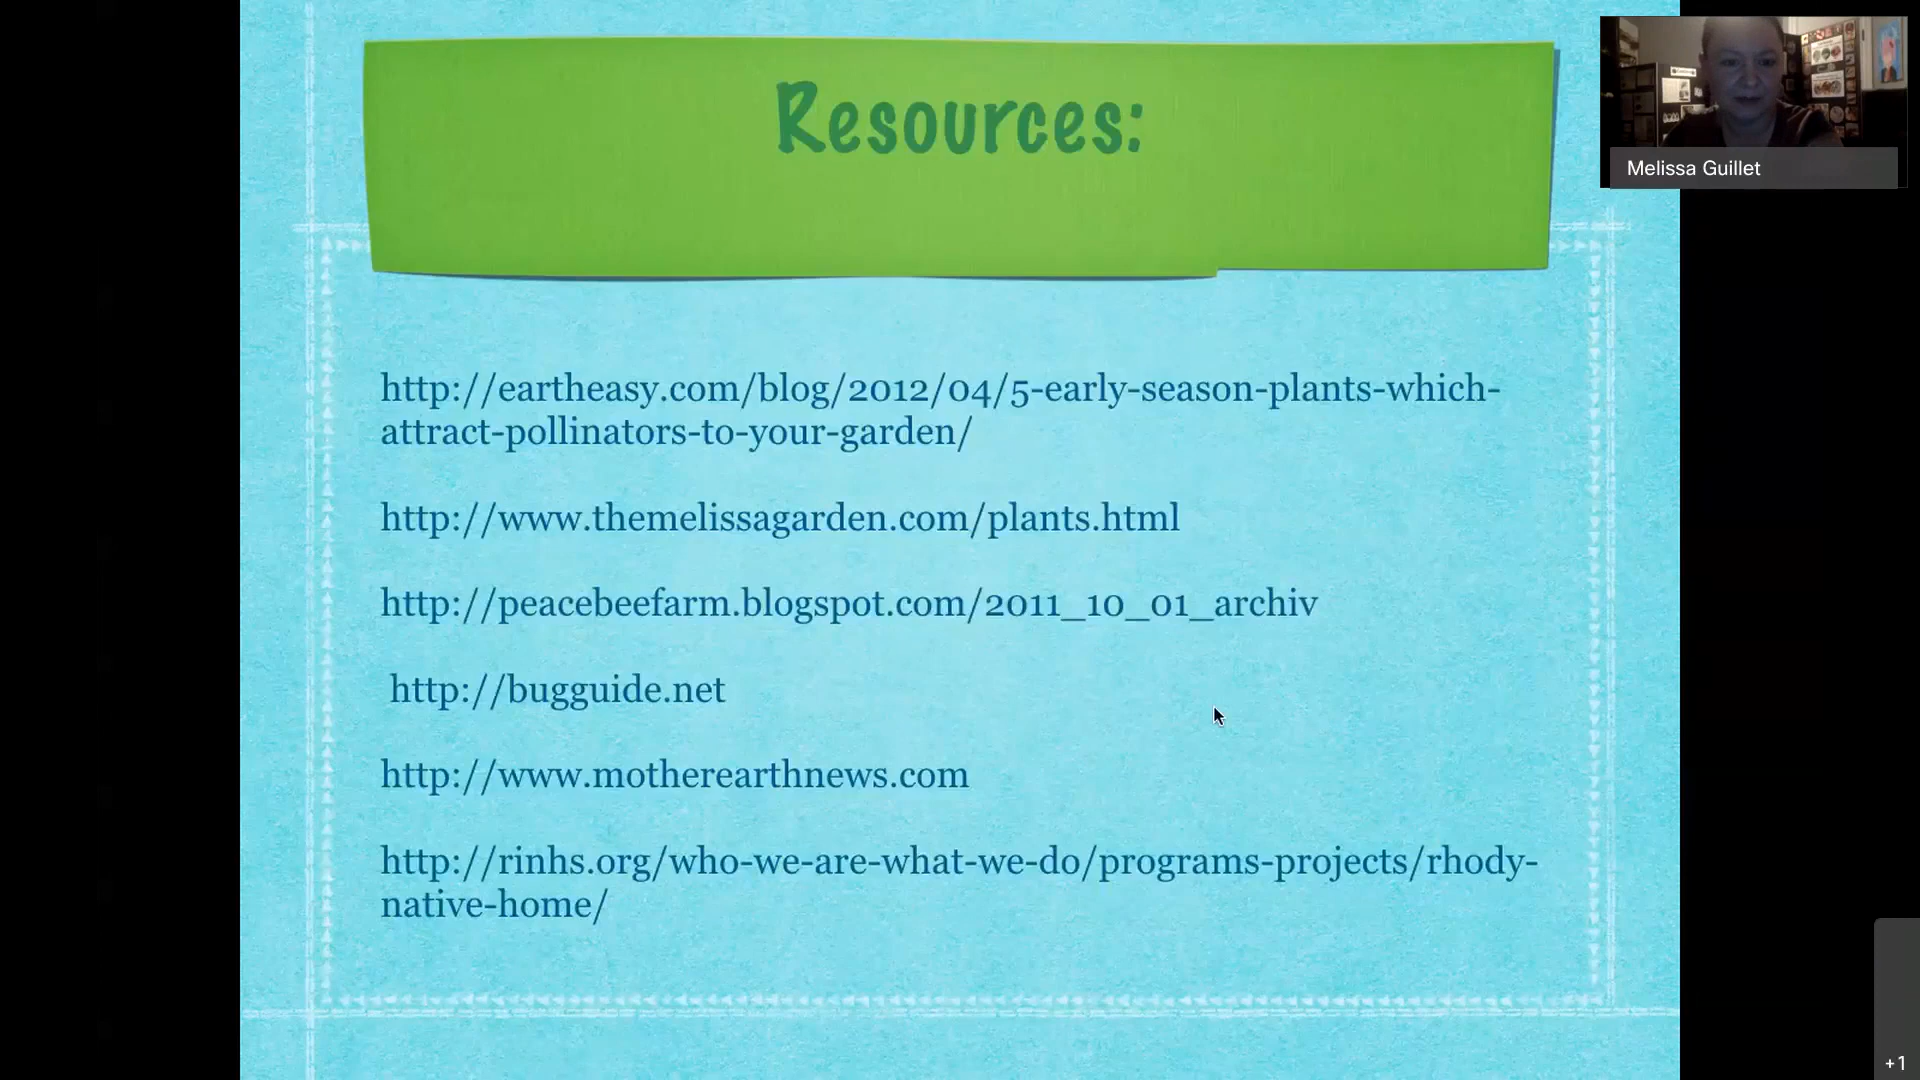 Resources:
Melissa Guillet
http://eartheasy.com/blog/2012/04/5-early-season-plants-which-
attract-pollinators-to-your-garden/
http://www.themelissagarden.com/plants.html
http://peacebeefarm.blogspot.com/2011_10_01_archiv
http://bugguide.net
http://www.motherearthnews.com
http://rinhs.org/who-we-are-what-we-do/programs-projects/rhody-
native-home/
+1